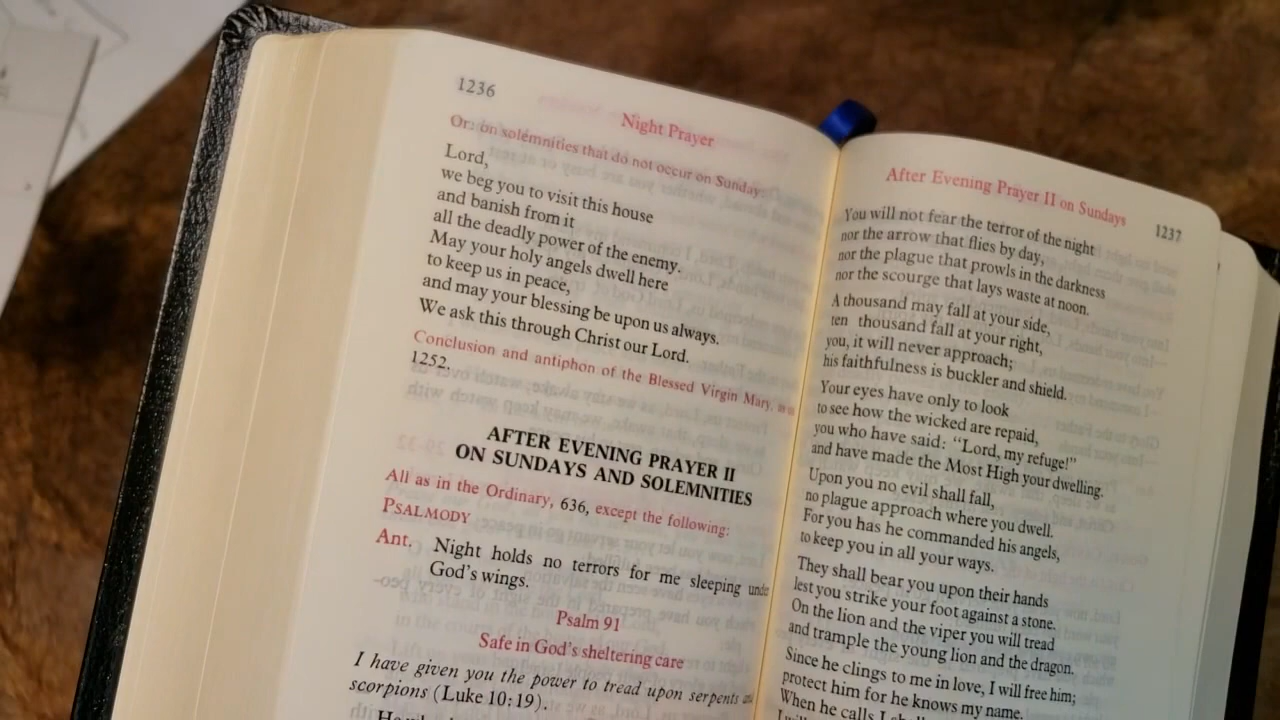 1236
Night Prayer
Or: on solemnities that do not occur on Sunday:
Lord,
we beg you to visit this house
and banish from it
all the deadly power of the enemy.
May your holy angels dwell here
to keep us in peace,
and may your blessing be upon us always.
We ask this through Christ our Lord.
Conclusion and antiphon of the Blessed Virgin Mary,
1252.
AFTER EVENING PRAYER II
ON SUNDAYS AND SOLEMNITIES
All as in the Ordinary, 636, except the following:
PSALMODY
Ant. Night holds no terrors for me sleeping under
God's wings.
Psalm 91
Safe in God's sheltering care
I have given you the power to tread upon serpents
scorpions (Luke 10:19).
After Evening Prayer II on Sundays
1237
You will not fear the terror of the night
nor the arrow that flies by day,
nor the plague that prowls in the darkness
nor the scourge that lays waste at noon.
A thousand may fall at your side,
ten thousand fall at your right,
you, it will never approach;
his faithfulness is buckler and shield.
Your eyes have only to look
to see how the wicked are repaid,
you who have said: “Lord, my refuge!”
and have made the Most High your dwelling.
Upon you no evil shall fall,
no plague approach where you dwell.
For you has he commanded his angels,
to keep you in all your ways.
They shall bear you upon their hands
lest you strike your foot against a stone.
On the lion and the viper you will tread
and trample the young lion and the dragon.
Since he clings to me in love, I will free him;
protect him for he knows my name.
When he calls I